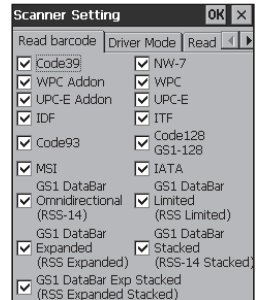 Scanner Setting OK ×
Read barcode Driver Mode Read
Code39 NW-7
WPC Addon WPC
UPC-E Addon UPC-E
IDF ITF
Code93 Code128
GS1-128
MSI IATA
GS1 DataBar GS1 DataBar
Omnidirectional Limited
(RSS-14) (RSS Limited)
GS1 DataBar GS1 DataBar
Expanded Stacked
(RSS Expanded) (RSS-14 Stacked)
GS1 DataBar Exp Stacked
(RSS Expanded Stacked)